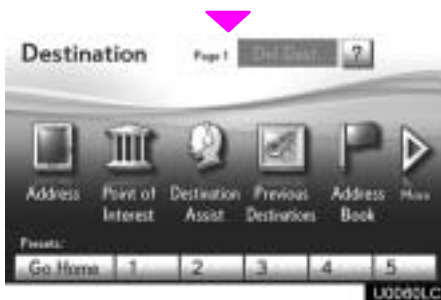 Destination Page 1 Del. Dest. ?
Address Point of Interest Destination Assist Previous Destinations Address Book More
Presets:
Go Home 1 2 3 4 5
U0080LC